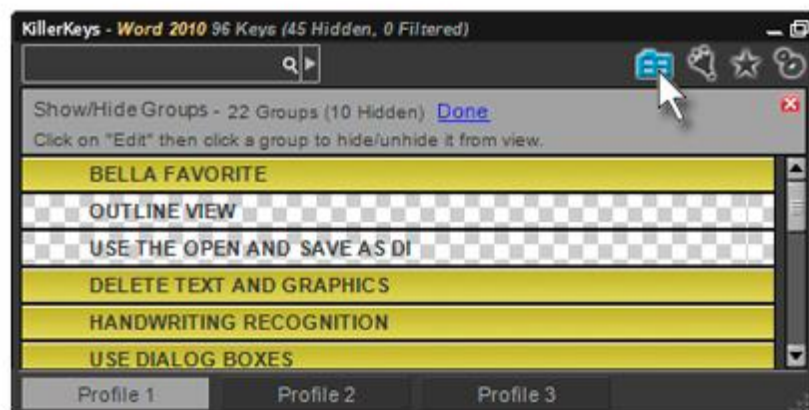 KillerKeys - Word 2010 96 Keys (45 Hidden, 0 Filtered)
Show/Hide Groups - 22 Groups (10 Hidden) Done
Click on "Edit" then click a group to hide/unhide it from view.
BELLA FAVORITE
OUTLINE VIEW
USE THE OPEN AND SAVE AS DI
DELETE TEXT AND GRAPHICS
HANDWRITING RECOGNITION
USE DIALOG BOXES
Profile 1 Profile 2 Profile 3